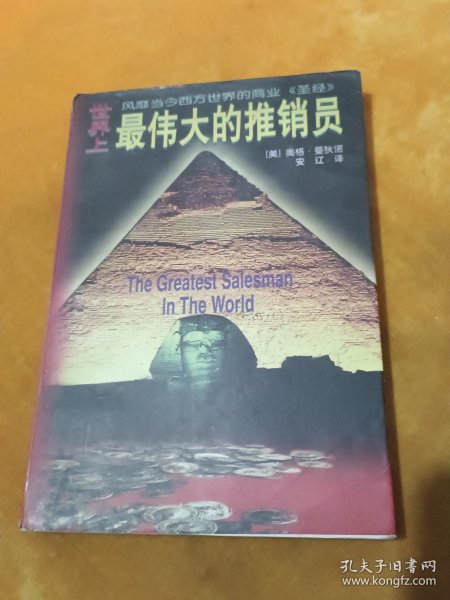 风靡当今西方世界的商业《圣经》
世界上
最伟大的推销员
[美] 奥格·曼狄诺
安辽 译
The Greatest Salesman
In The World
孔夫子旧书网
www.kongfz.com